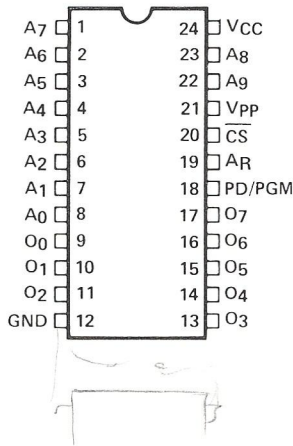 A7 1 24 VCC
A6 2 23 A8
A5 3 22 A9
A4 4 21 VPP
A3 5 20 CS
A2 6 19 AR
A1 7 18 PD/PGM
A0 8 17 O7
O0 9 16 O6
O1 10 15 O5
O2 11 14 O4
GND 12 13 O3